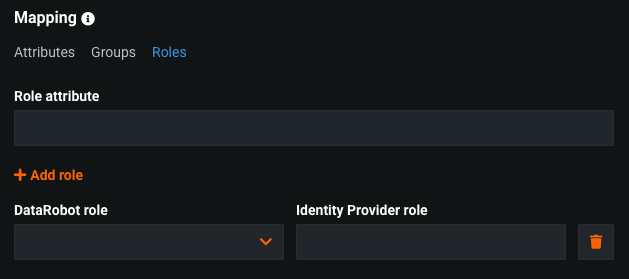 Mapping
Attributes Groups Roles
Role attribute
Add role
DataRobot role Identity Provider role